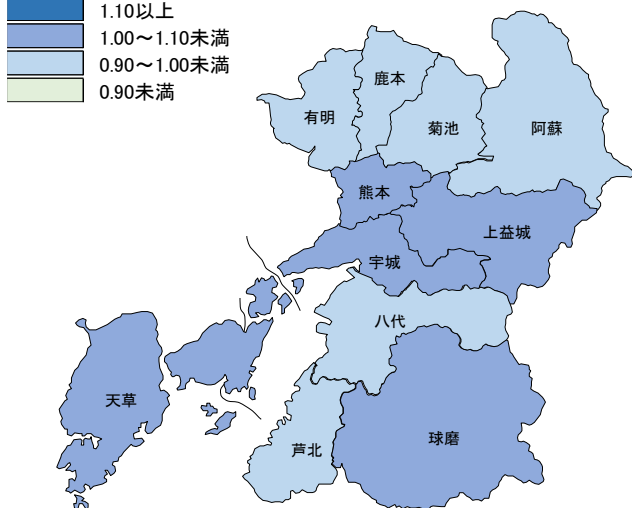 1.10以上
1.00～1.10未満
0.90～1.00未満
0.90未満
鹿本
有明
菊池
阿蘇
熊本
上益城
宇城
八代
天草
球磨
芦北